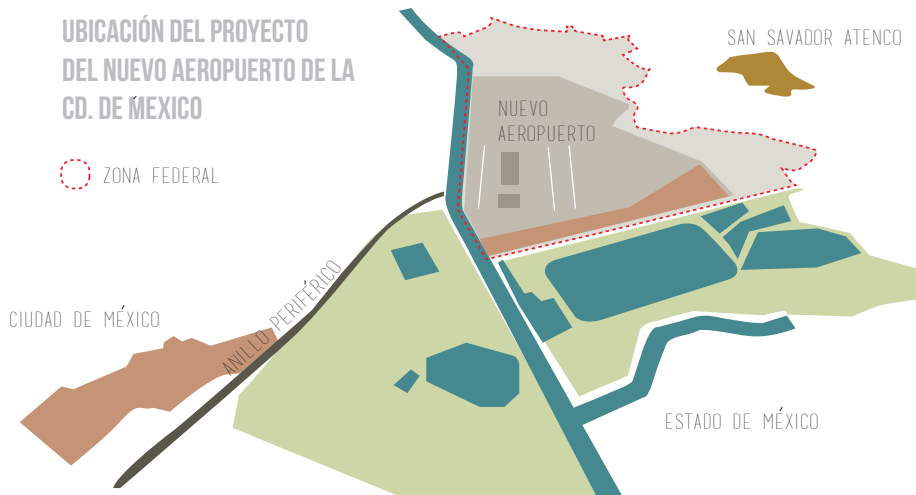 UBICACIÓN DEL PROYECTO
DEL NUEVO AEROPUERTO DE LA
CD. DE MEXICO
ZONA FEDERAL
SAN SAVADOR ATENCO
NUEVO
AEROPUERTO
ANILLO PERIFÉRICO
CIUDAD DE MÉXICO
ESTADO DE MÉXICO